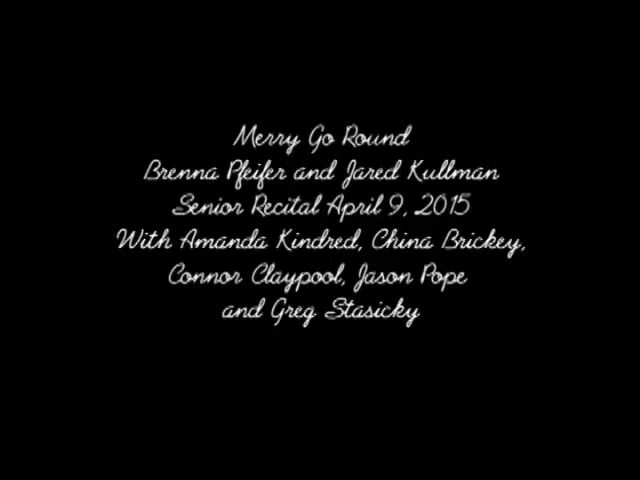 Merry Go Round
Brenna Pfeifer and Jared Kullman
Senior Recital April 9, 2015
With Amanda Kindred, China Brickey,
Connor Claypool, Jason Pope
and Greg Stasicky